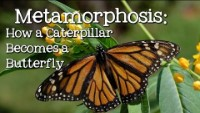 Metamorphosis:
How a Caterpillar
Becomes a
Butterfly